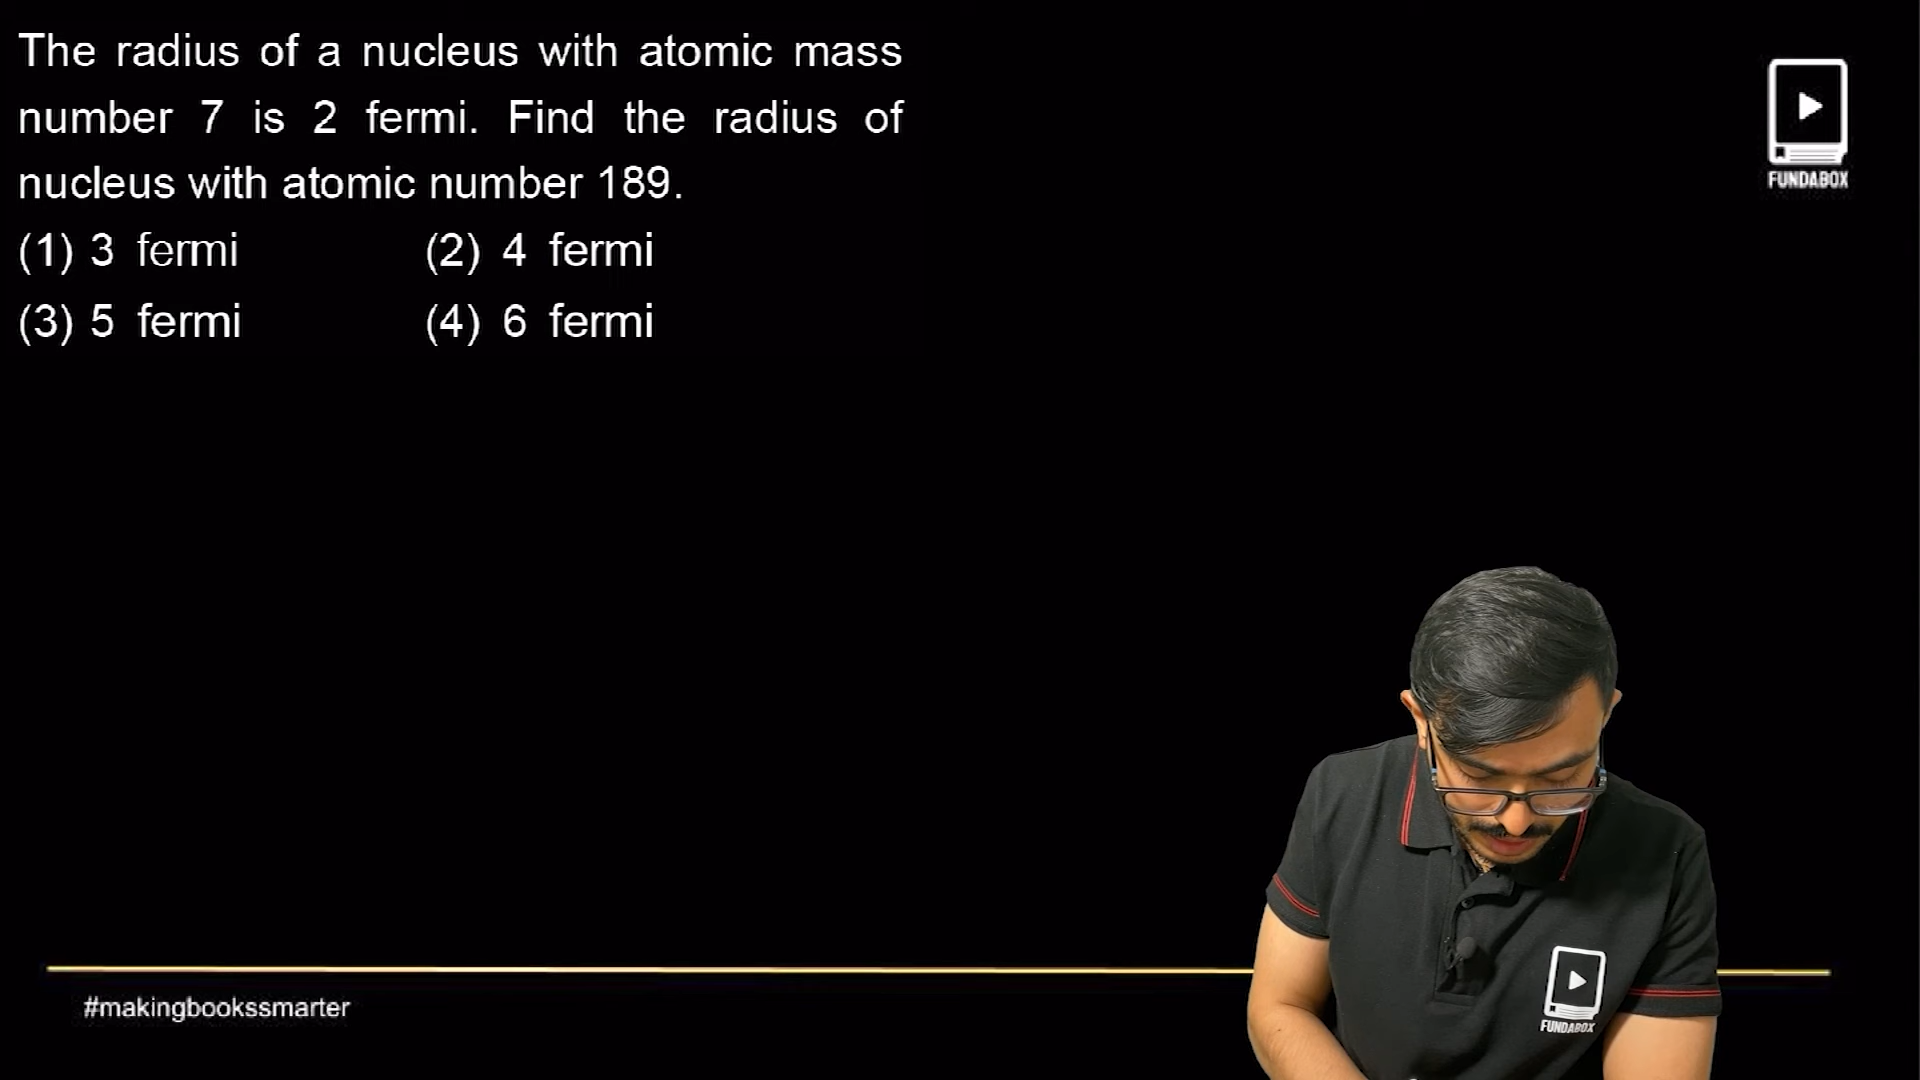 The radius of a nucleus with atomic mass
number 7 is 2 fermi. Find the radius of
nucleus with atomic number 189.
(1) 3 fermi (2) 4 fermi
(3) 5 fermi (4) 6 fermi
FUNDABOX
FUNDABOX
#makingbookssmarter